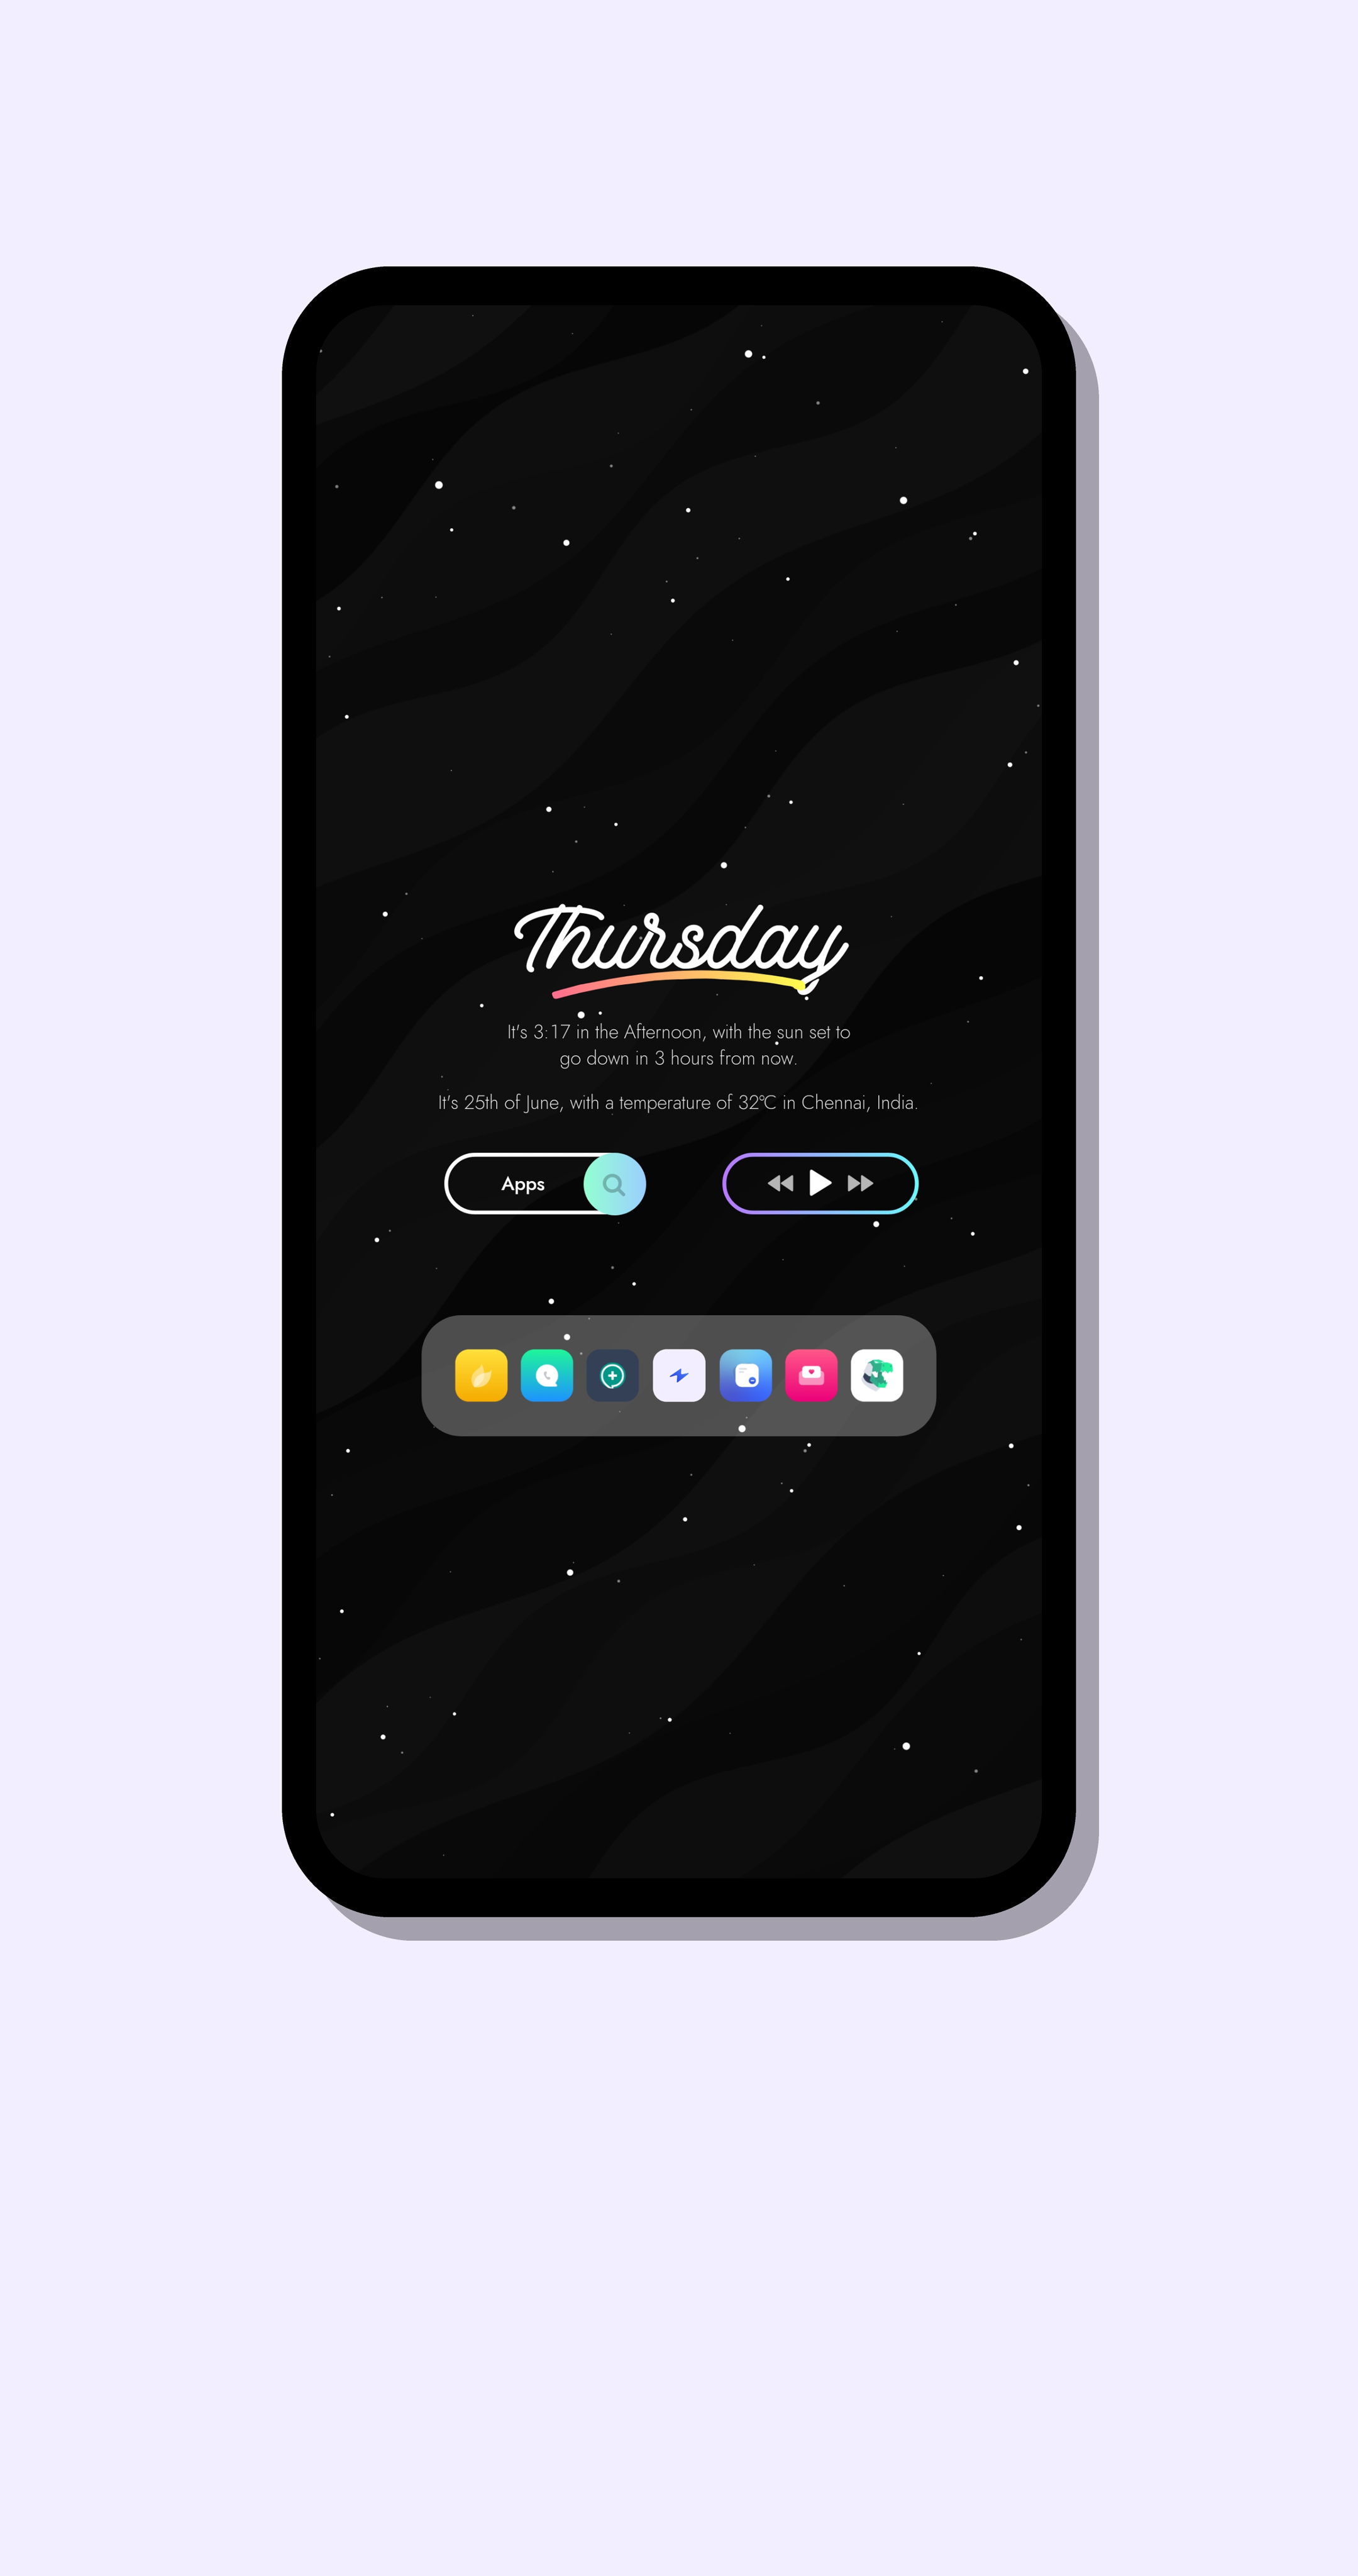 Thursday
It's 3:17 in the Afternoon, with the sun set to
go down in 3 hours from now.
It's 25th of June, with a temperature of 32°C in Chennai, India.
Apps